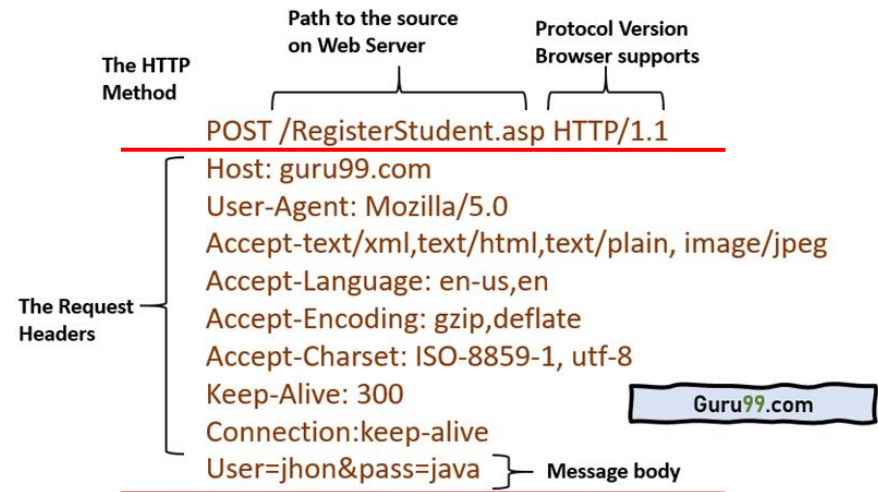 Path to the source
on Web Server
Protocol Version
Browser supports
The HTTP
Method
POST /RegisterStudent.asp HTTP/1.1
Host: guru99.com
User-Agent: Mozilla/5.0
Accept-text/xml,text/html,text/plain, image/jpeg
Accept-Language: en-us,en
The Request
Headers
Accept-Encoding: gzip,deflate
Accept-Charset: ISO-8859-1, utf-8
Keep-Alive: 300
Guru99.com
Connection:keep-alive
User=jhon&pass=java
Message body